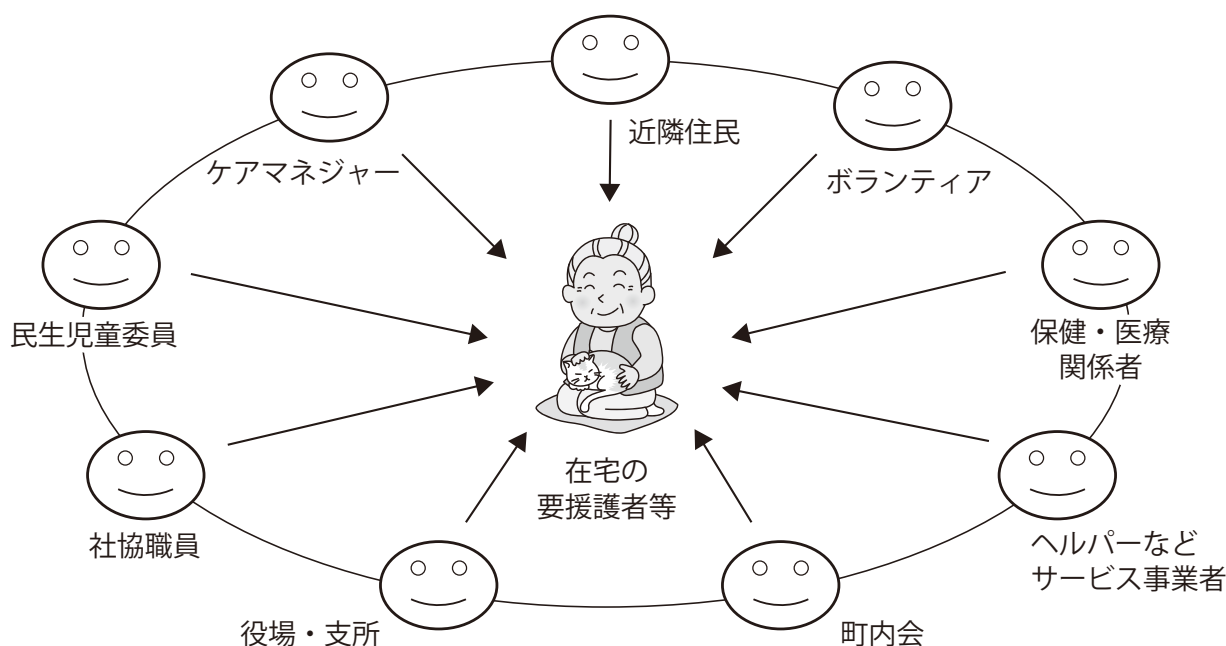 近隣住民
ケアマネジャー
ボランティア
民生児童委員
保健・医療
関係者
在宅の
要援護者等
社協職員
ヘルパーなど
サービス事業者
役場・支所
町内会